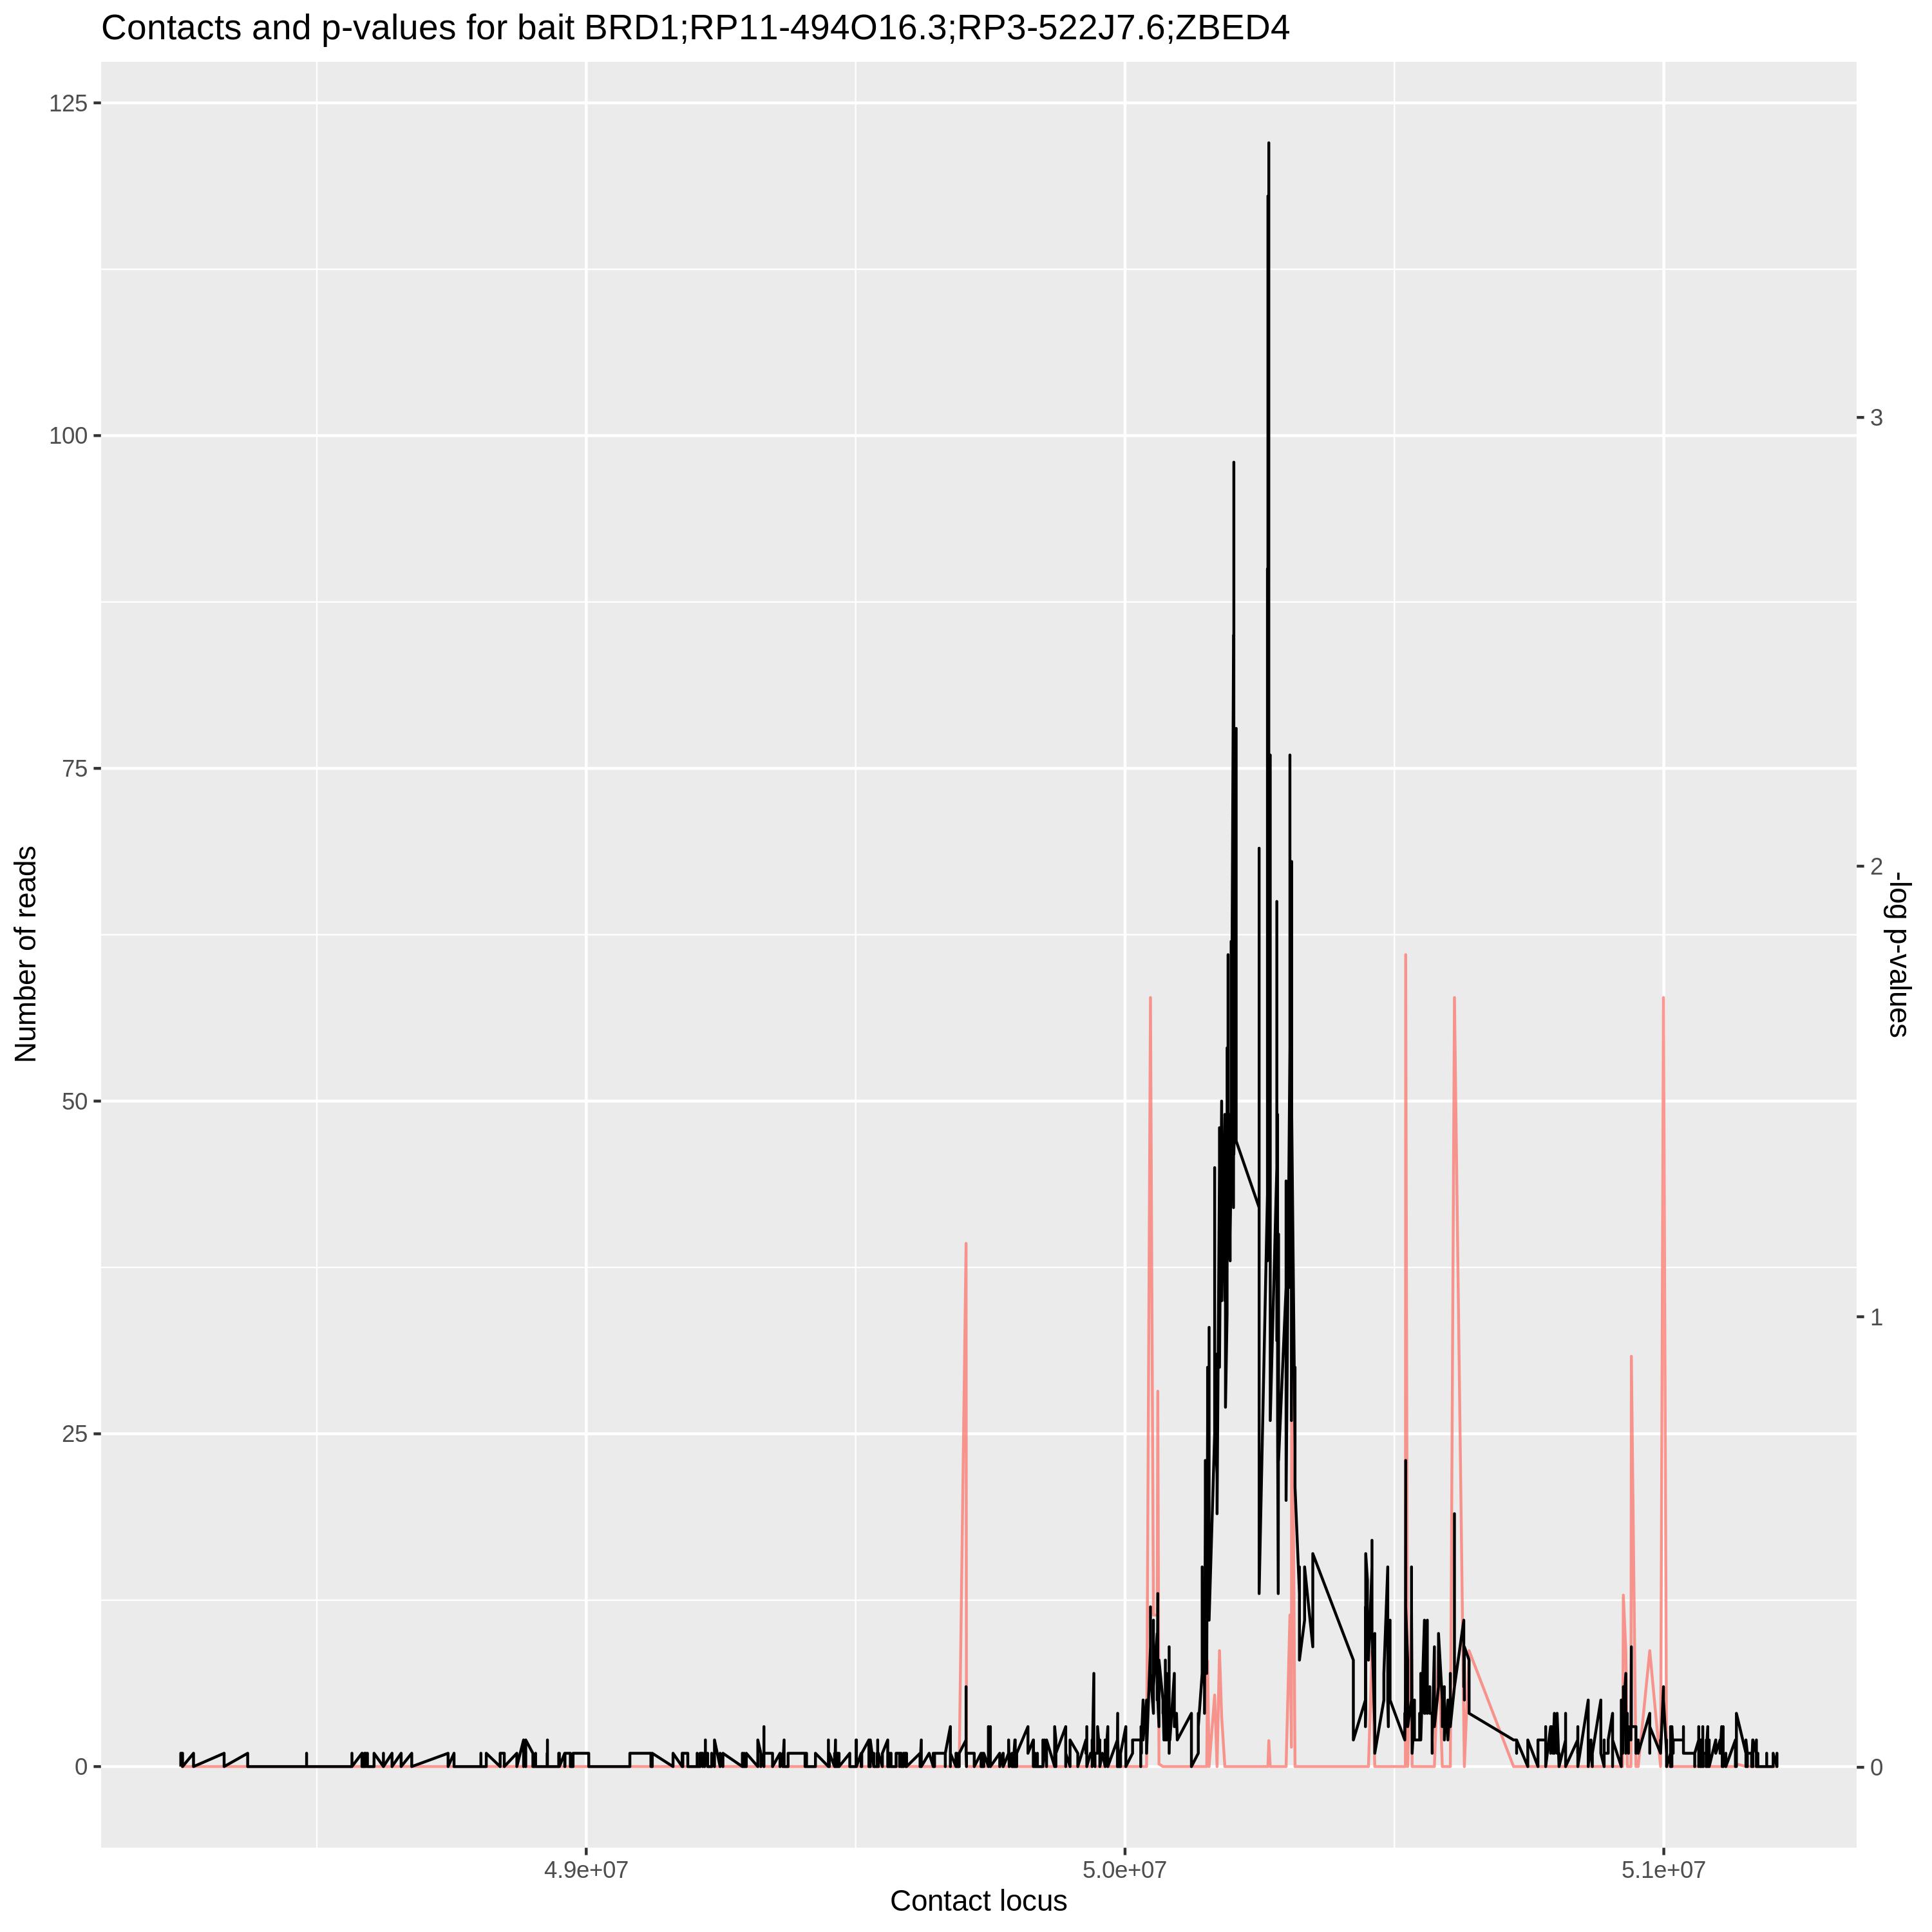 Contacts and p-values for bait BRD1;RP11-494O16.3;RP3-522J7.6;ZBED4
125
100
75
50
25
0
Number of reads
3
2
1
0
-log p-values
4.9e+07
5.0e+07
5.1e+07
Contact locus